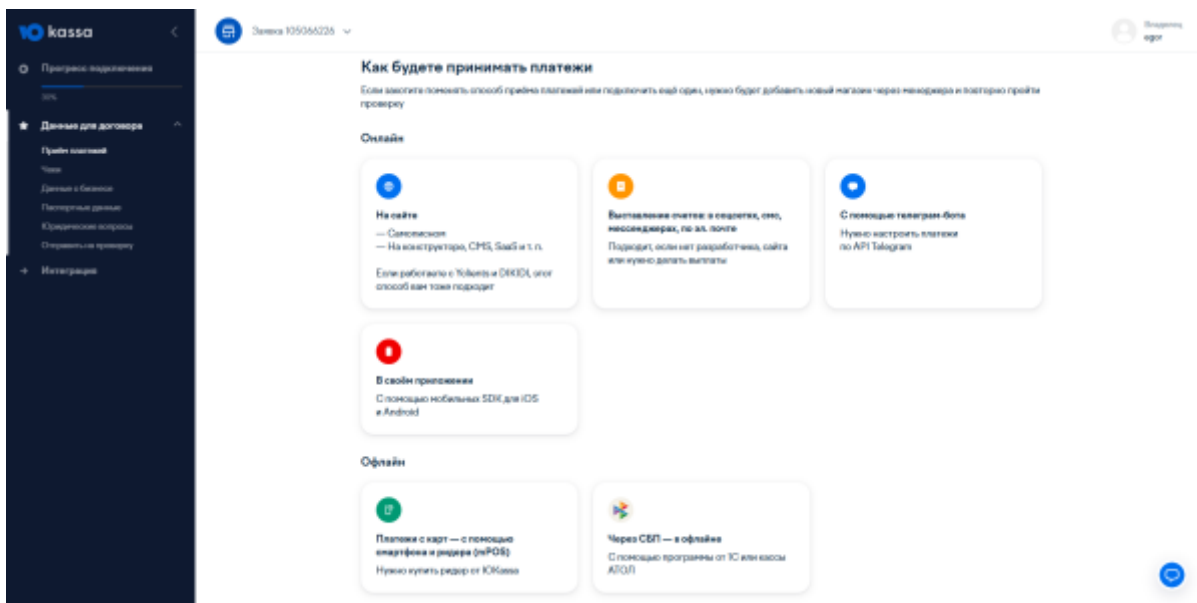 Ю kassa
Заявка 105066226
Владелец
egor
Прогресс подключения
30%
Данные для договора
Приём платежей
Чеки
Данные о бизнесе
Паспортные данные
Юридические вопросы
Отправить на проверку
Интеграция
Как будете принимать платежи
Если захотите поменять способ приёма платежей или подключить ещё один, нужно будет добавить новый магазин через менеджера и повторно пройти
проверку
Онлайн
На сайте
— Самописном
— На конструкторе, CMS, SaaS и т. п.
Если работаете с Yclients и DIKIDI, этот
способ вам тоже подходит
Выставление счетов: в соцсетях, смс,
мессенджерах, по эл. почте
Подходит, если нет разработчика, сайта
или нужно делать выплаты
С помощью телеграм-бота
Нужно настроить платежи
по API Telegram
В своём приложении
С помощью мобильных SDK для iOS
и Android
Офлайн
Платежи с карт — с помощью
смартфона и ридера (mPOS)
Нужно купить ридер от ЮKassa
Через СБП — в офлайне
С помощью программы от 1С или кассы
АТОЛ